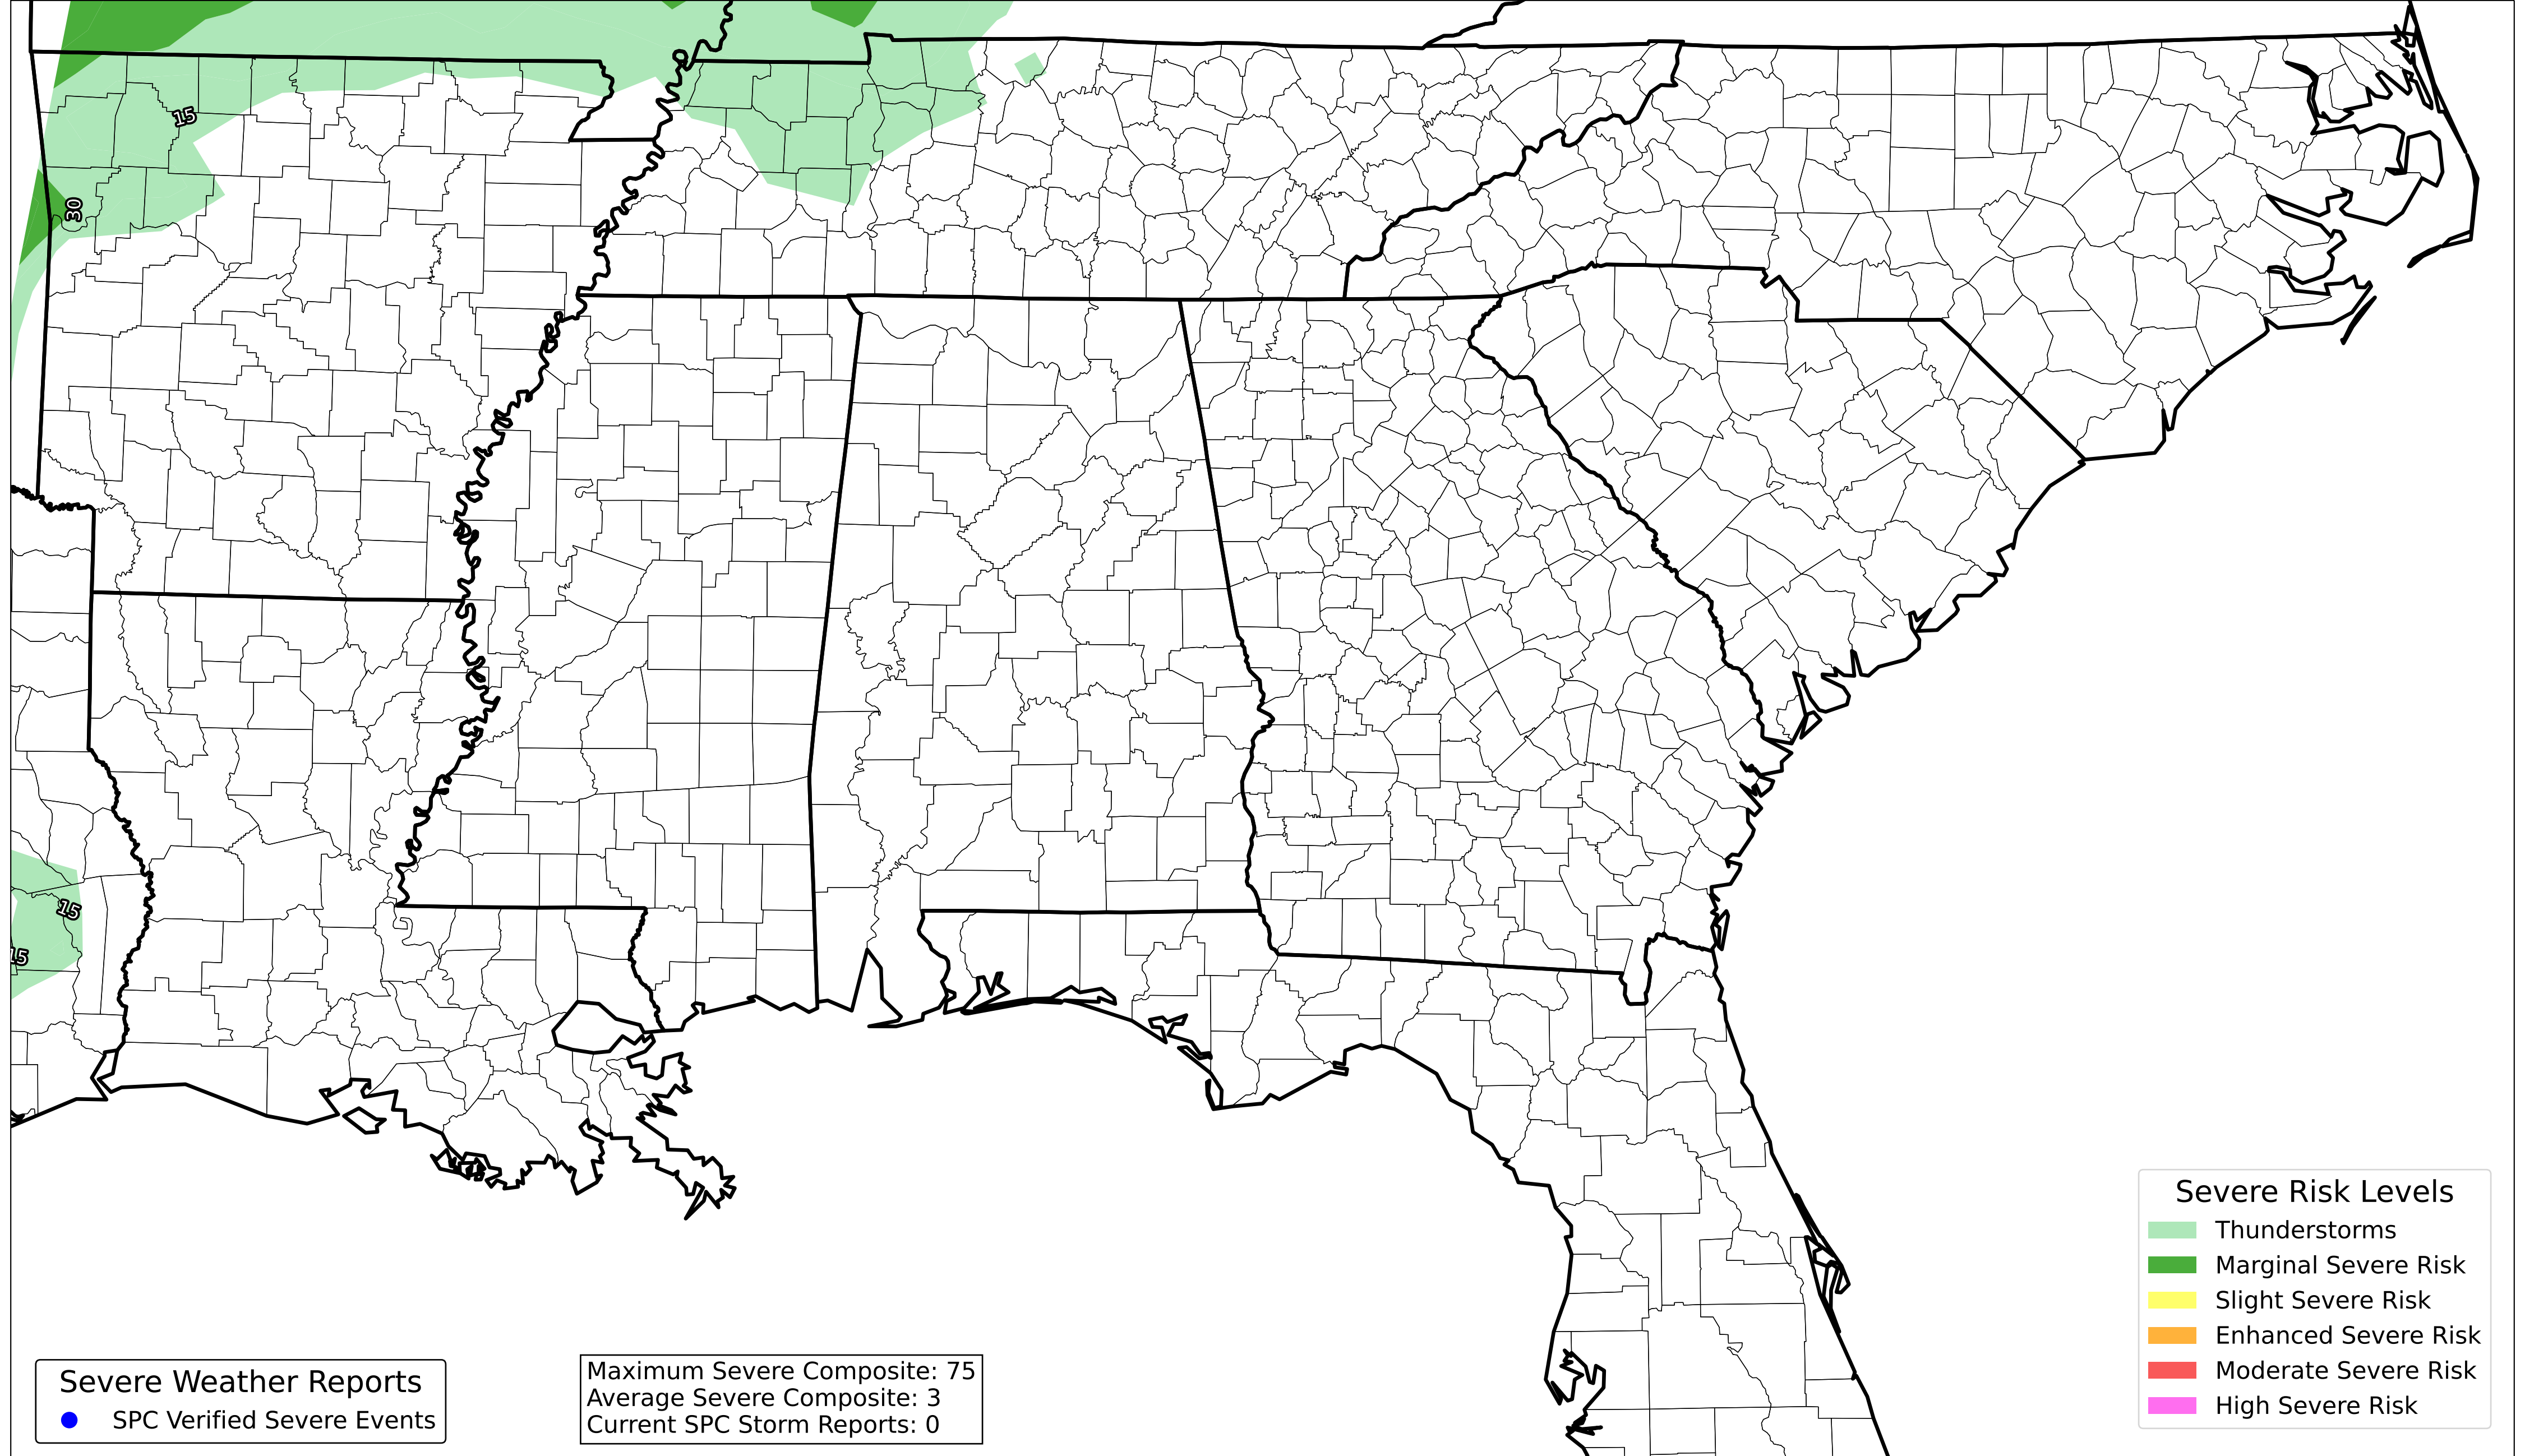 15
30
15
15
Severe Risk Levels
Thunderstorms
Marginal Severe Risk
Slight Severe Risk
Enhanced Severe Risk
Moderate Severe Risk
High Severe Risk
Severe Weather Reports
SPC Verified Severe Events
Maximum Severe Composite: 75
Average Severe Composite: 3
Current SPC Storm Reports: 0